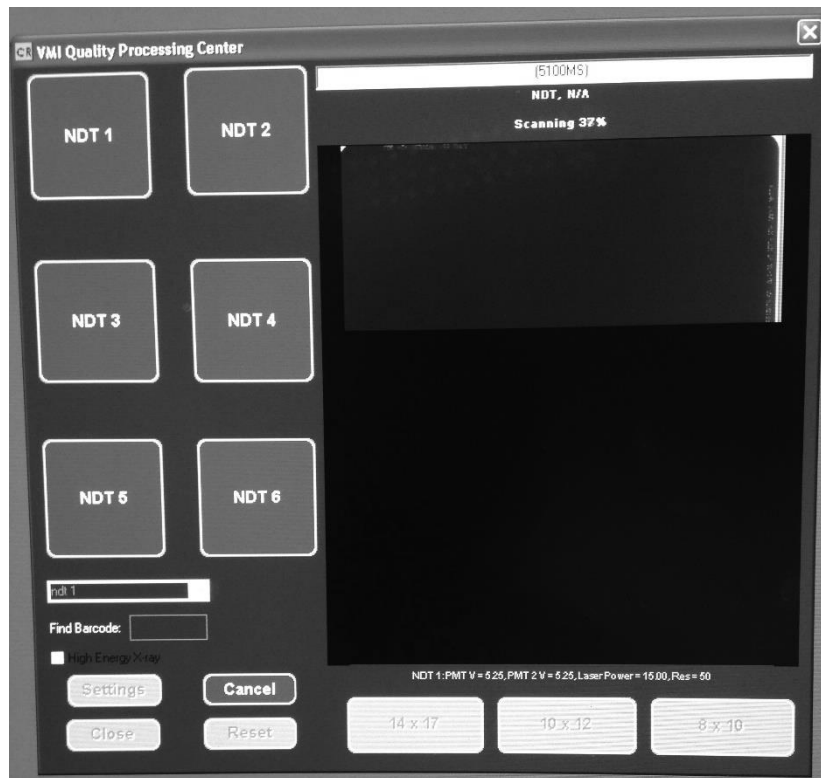 CR VMI Quality Processing Center
(5100MS)
NDT, N/A
Scanning 37%
NDT 1
NDT 2
NDT 3
NDT 4
NDT 5
NDT 6
ndt 1
Find Barcode:
High Energy X-ray
Settings
Cancel
Close
Reset
NDT 1:PMT V = 5.25, PMT 2 V = 5.25, Laser Power = 15.00, Res = 50
14 x 17
10 x 12
8 x 10